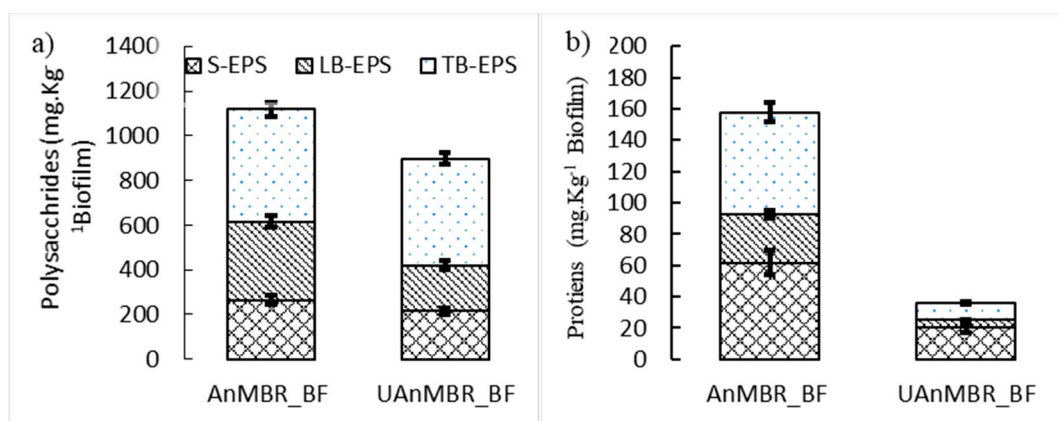 a)
Polysacchrides (mg.Kg⁻
¹Biofilm)
1400
1200
1000
800
600
400
200
0
S-EPS LB-EPS TB-EPS
AnMBR_BF UAnMBR_BF
b)
Protiens (mg.Kg⁻¹ Biofilm)
200
180
160
140
120
100
80
60
40
20
0
AnMBR_BF UAnMBR_BF